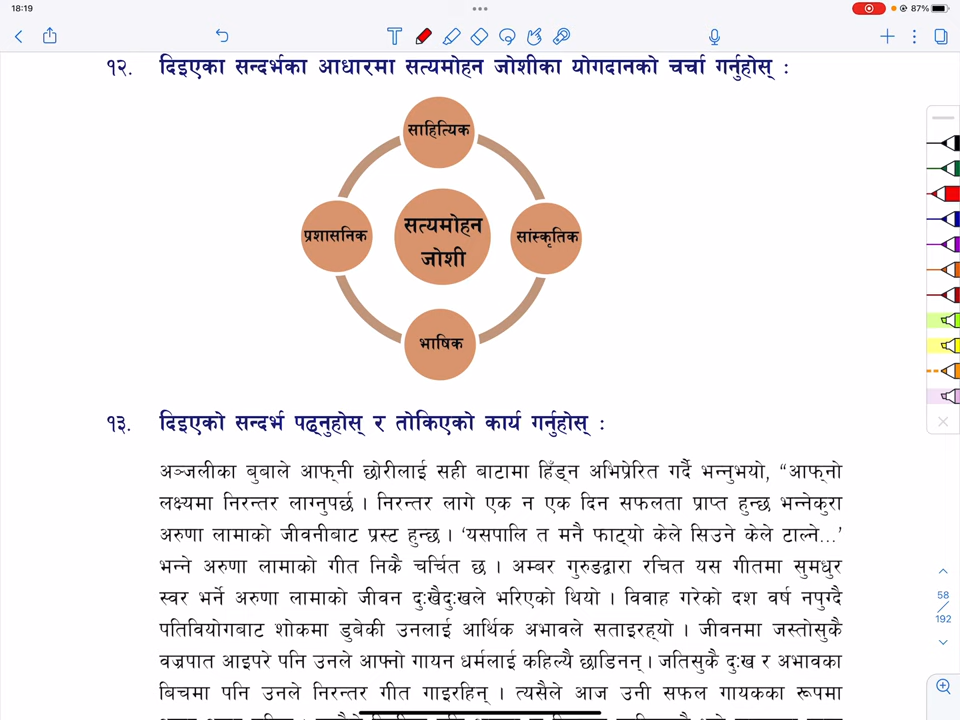 18:19
87%
१२. दिइएका सन्दर्भका आधारमा सत्यमोहन जोशीका योगदानको चर्चा गर्नुहोस् :
साहित्यिक
प्रशासनिक
सत्यमोहन
जोशी
सांस्कृतिक
भाषिक
१३. दिइएको सन्दर्भ पढ्नुहोस् र तोकिएको कार्य गर्नुहोस् :
अञ्जलीका बुबाले आफ्नी छोरीलाई सही बाटामा हिँड्न अभिप्रेरित गर्दै भन्नुभयो, “आफ्नो
लक्ष्यमा निरन्तर लाग्नुपर्छ । निरन्तर लागे एक न एक दिन सफलता प्राप्त हुन्छ भन्नेकुरा
अरुणा लामाको जीवनीबाट प्रस्ट हुन्छ । ‘यसपालि त मनै फाट्यो केले सिउने केले टाल्ने...’
भन्ने अरुणा लामाको गीत निकै चर्चित छ । अम्बर गुरुङद्वारा रचित यस गीतमा सुमधुर
स्वर भर्ने अरुणा लामाको जीवन दुःखैदुःखले भरिएको थियो । विवाह गरेको दश वर्ष नपुग्दै
पतिवियोगबाट शोकमा डुबेकी उनलाई आर्थिक अभावले सताइरह्यो । जीवनमा जस्तोसुकै
वज्रपात आइपरे पनि उनले आफ्नो गायन धर्मलाई कहिल्यै छाडिनन् । जतिसुकै दुःख र अभावका
बिचमा पनि उनले निरन्तर गीत गाइरहिन् । त्यसैले आज उनी सफल गायकका रूपमा
58
192